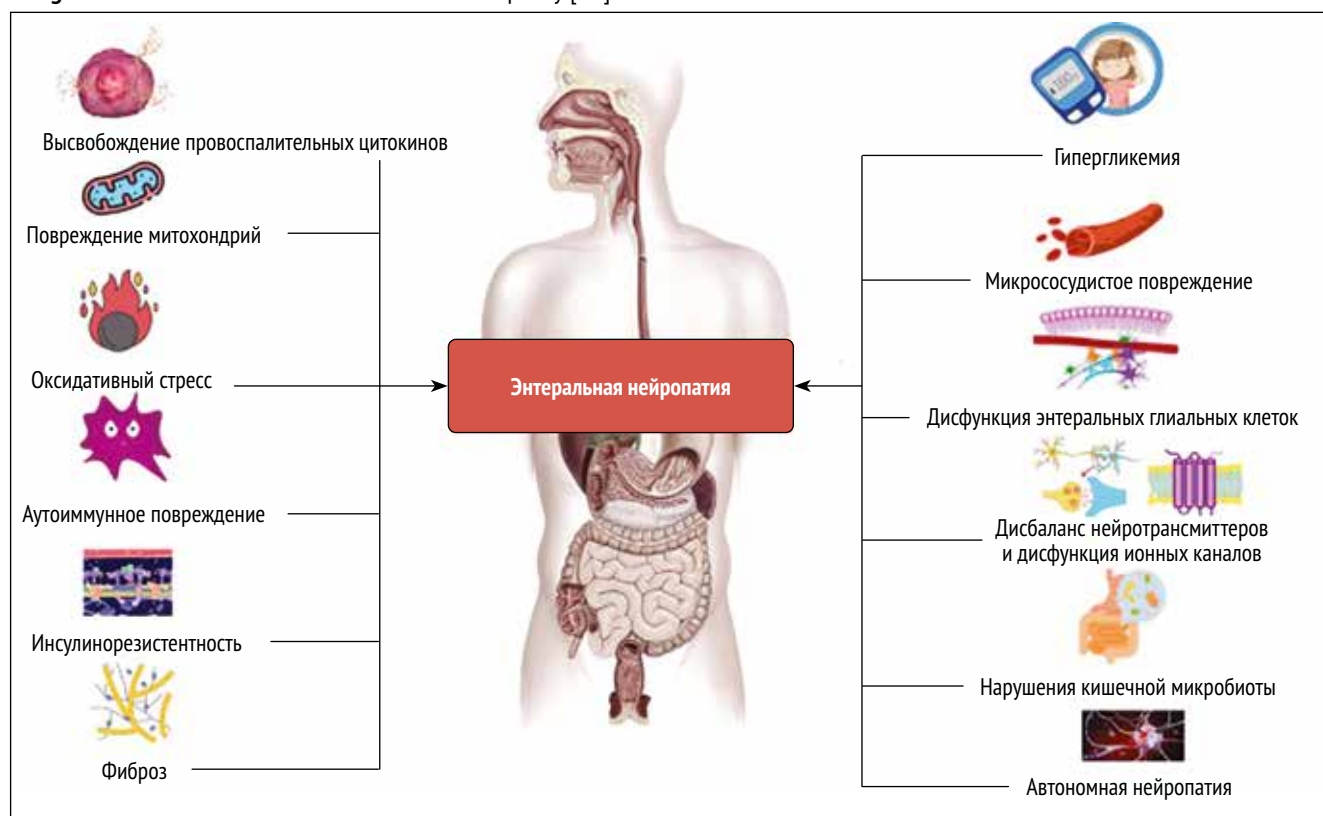 Высвобождение провоспалительных цитокинов
Повреждение митохондрий
Оксидативный стресс
Аутоиммунное повреждение
Инсулинорезистентность
Фиброз
Энтеральная нейропатия
Гипергликемия
Микрососудистое повреждение
Дисфункция энтеральных глиальных клеток
Дисбаланс нейротрансмиттеров
и дисфункция ионных каналов
Нарушения кишечной микробиоты
Автономная нейропатия